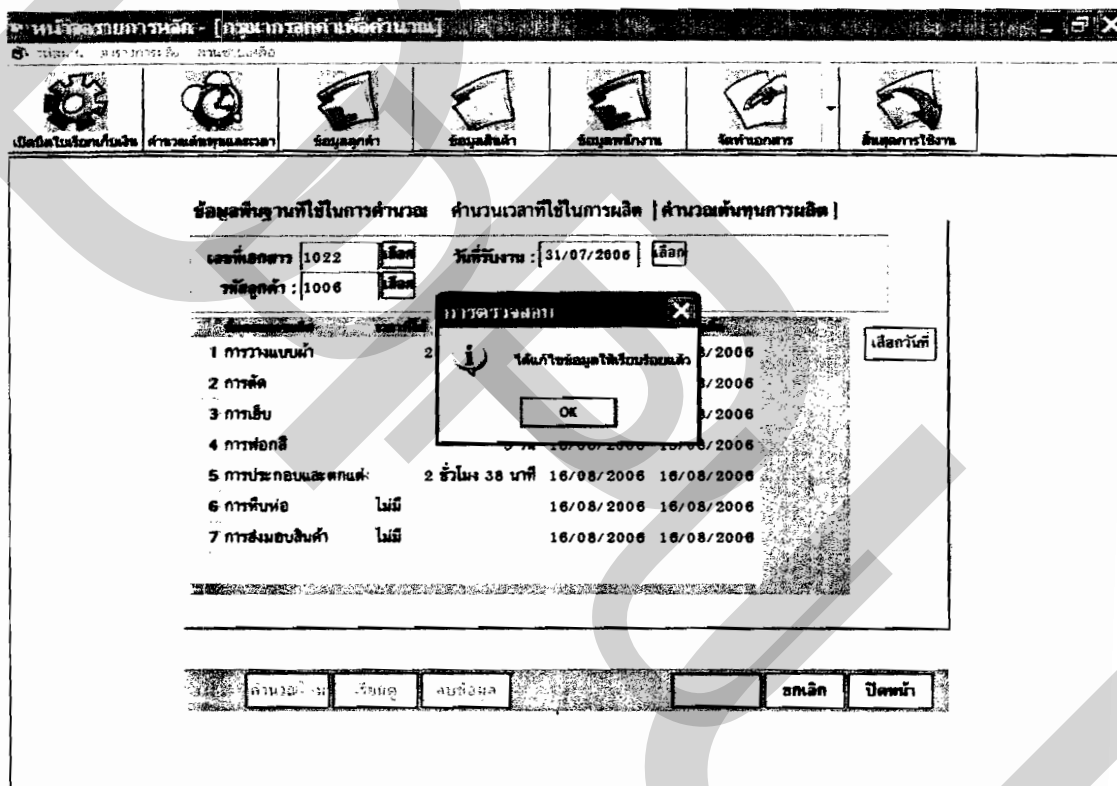 หน้าจอรายการหลัก - [กรุณากรอกค่าเพื่อคำนวณ]
เปิดบิลใบเรียกเก็บเงิน คำนวณต้นทุนและเวลา ข้อมูลลูกค้า ข้อมูลสินค้า ข้อมูลพนักงาน จัดทำเอกสาร สิ้นสุดการใช้งาน
ข้อมูลพื้นฐานที่ใช้ในการคำนวณ คำนวนเวลาที่ใช้ในการผลิต | คำนวณต้นทุนการผลิต |
เลขที่เอกสาร 1022 เลือก วันที่รับงาน : 31/07/2006 เลือก
รหัสลูกค้า : 1006 เลือก
การตรวจสอบ
เลือกวันที่
1 การวางแบบผ้า 2 /2006
ได้แก้ไขข้อมูลให้เรียบร้อยแล้ว
2 การตัด /2006
3 การเย็บ /2006
OK
4 การฟอกสี 16/08/2006
5 การประกอบและตกแต่ง 2 ชั่วโมง 38 นาที 16/08/2006 16/08/2006
6 การหีบห่อ ไม่มี 16/08/2006 16/08/2006
7 การส่งมอบสินค้า ไม่มี 16/08/2006 16/08/2006
ลบข้อมูล ยกเลิก ปิดหน้า